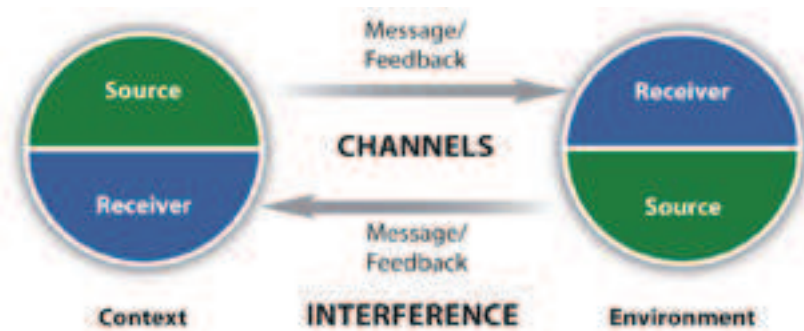 Message/
Feedback
Source
Receiver
CHANNELS
Receiver
Source
Message/
Feedback
Context
INTERFERENCE
Environment